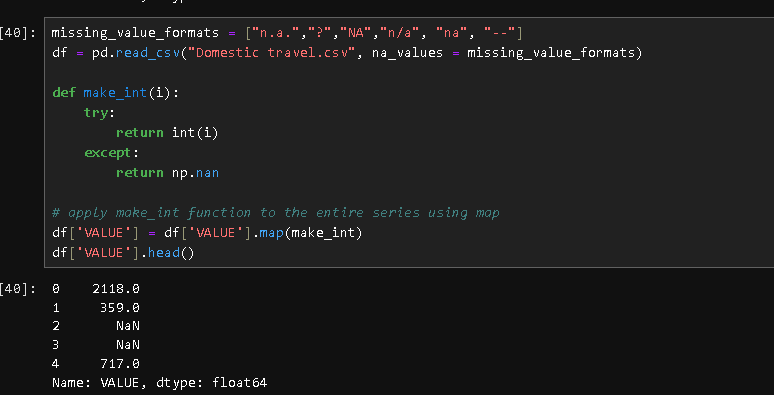 [40]: missing_value_formats = ["n.a.","?","NA","n/a", "na", "--"]
df = pd.read_csv("Domestic travel.csv", na_values = missing_value_formats)
def make_int(i):
try:
return int(i)
except:
return np.nan
# apply make_int function to the entire series using map
df['VALUE'] = df['VALUE'].map(make_int)
df['VALUE'].head()
[40]: 0 2118.0
1 359.0
2 NaN
3 NaN
4 717.0
Name: VALUE, dtype: float64